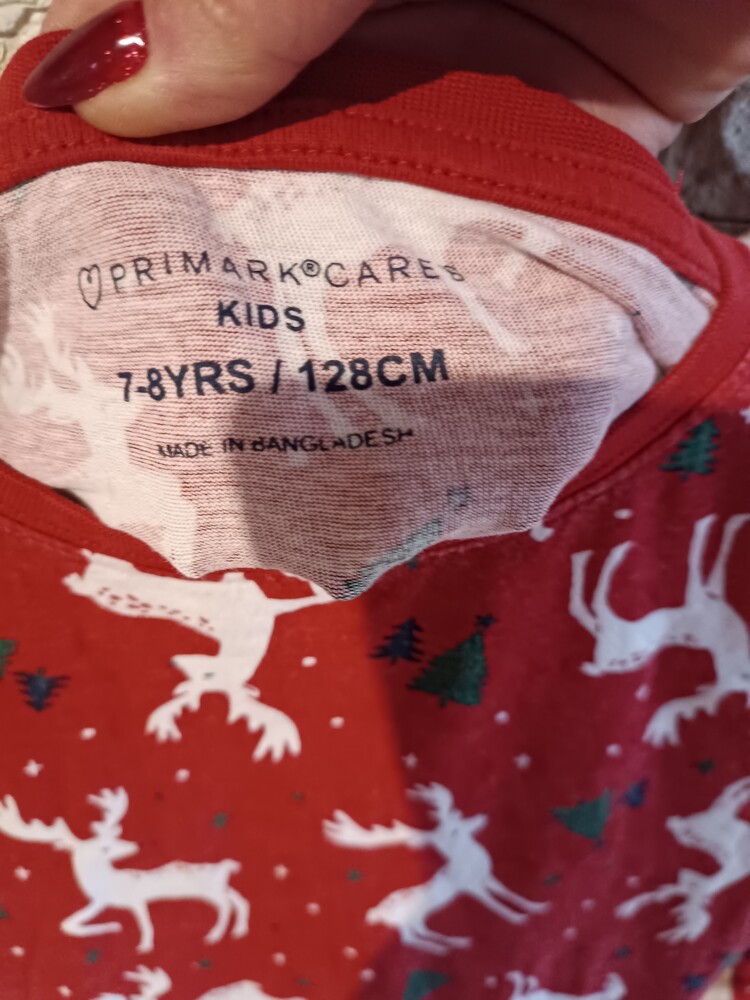 PRIMARK®CARES
KIDS
7-8YRS / 128CM
MADE IN BANGLADESH